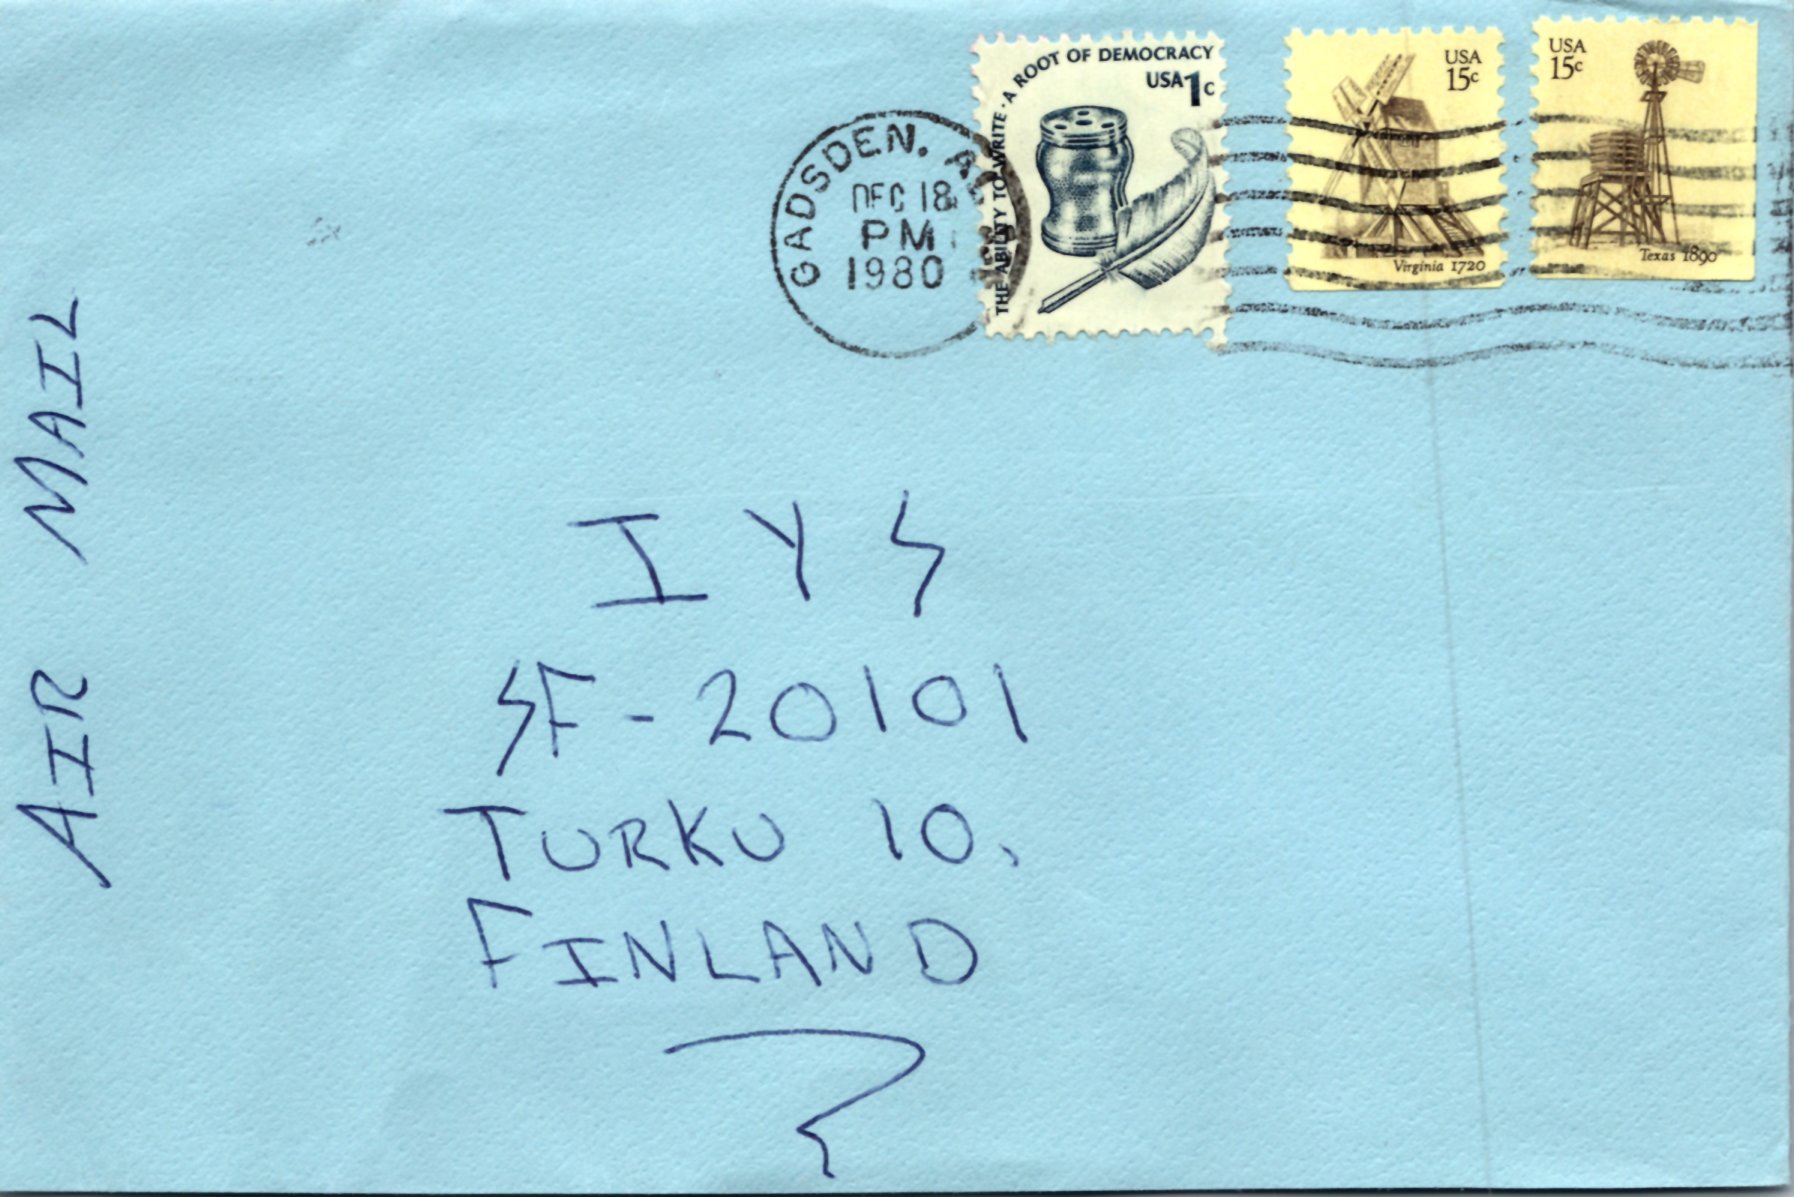 THE ABILITY TO WRITE · A ROOT OF DEMOCRACY
USA 1c
USA
15c
Virginia 1720
USA
15c
Texas 1890
GADSDEN, AL
DEC 18
PM
1980
AIR MAIL
IYS
SF-20101
TURKU 10.
FINLAND